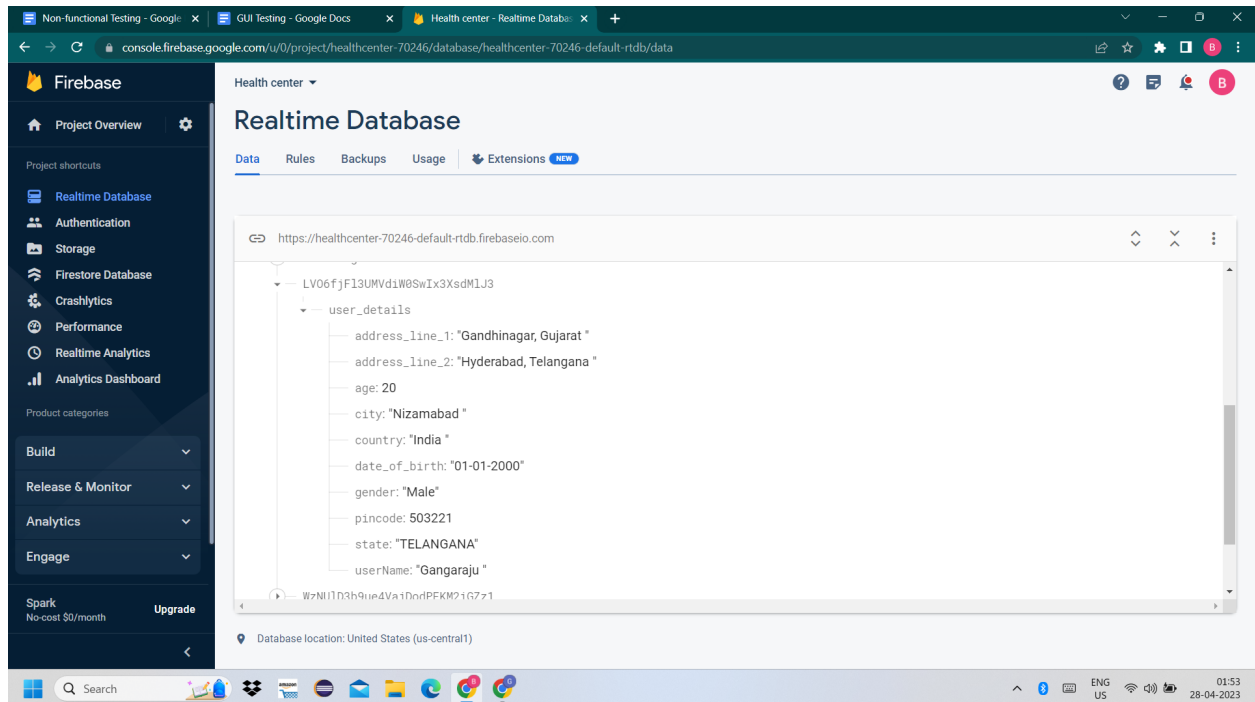 Non-functional Testing - Google
GUI Testing - Google Docs
Health center - Realtime Databas
console.firebase.google.com/u/0/project/healthcenter-70246/database/healthcenter-70246-default-rtdb/data
B
Firebase
Project Overview
Project shortcuts
Realtime Database
Authentication
Storage
Firestore Database
Crashlytics
Performance
Realtime Analytics
Analytics Dashboard
Product categories
Build
Release & Monitor
Analytics
Engage
Spark
No-cost $0/month
Upgrade
Health center
B
Realtime Database
Data Rules Backups Usage Extensions NEW
https://healthcenter-70246-default-rtdb.firebaseio.com
LVO6fjFl3UMVdiW0SwIx3XsdMlJ3
user_details
address_line_1: "Gandhinagar, Gujarat "
address_line_2: "Hyderabad, Telangana "
age: 20
city: "Nizamabad "
country: "India "
date_of_birth: "01-01-2000"
gender: "Male"
pincode: 503221
state: "TELANGANA"
userName: "Gangaraju "
Database location: United States (us-central1)
Search
amazon
ENG
US
01:53
28-04-2023